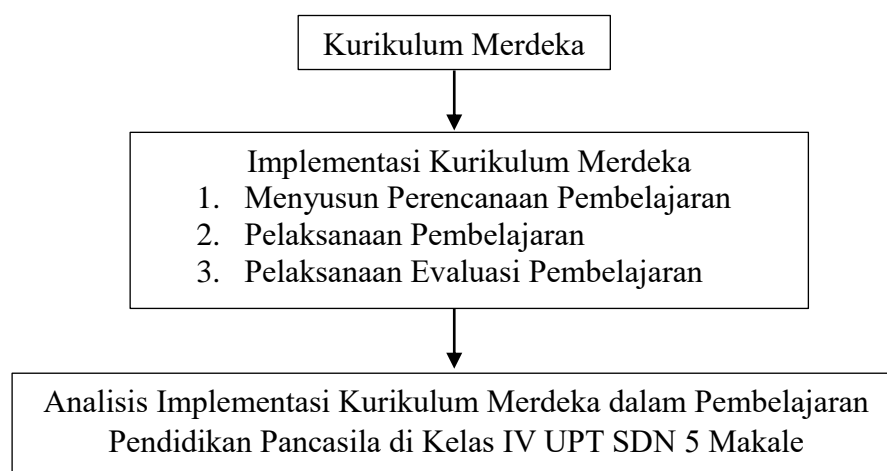 Kurikulum Merdeka
Implementasi Kurikulum Merdeka
1. Menyusun Perencanaan Pembelajaran
2. Pelaksanaan Pembelajaran
3. Pelaksanaan Evaluasi Pembelajaran
Analisis Implementasi Kurikulum Merdeka dalam Pembelajaran
Pendidikan Pancasila di Kelas IV UPT SDN 5 Makale